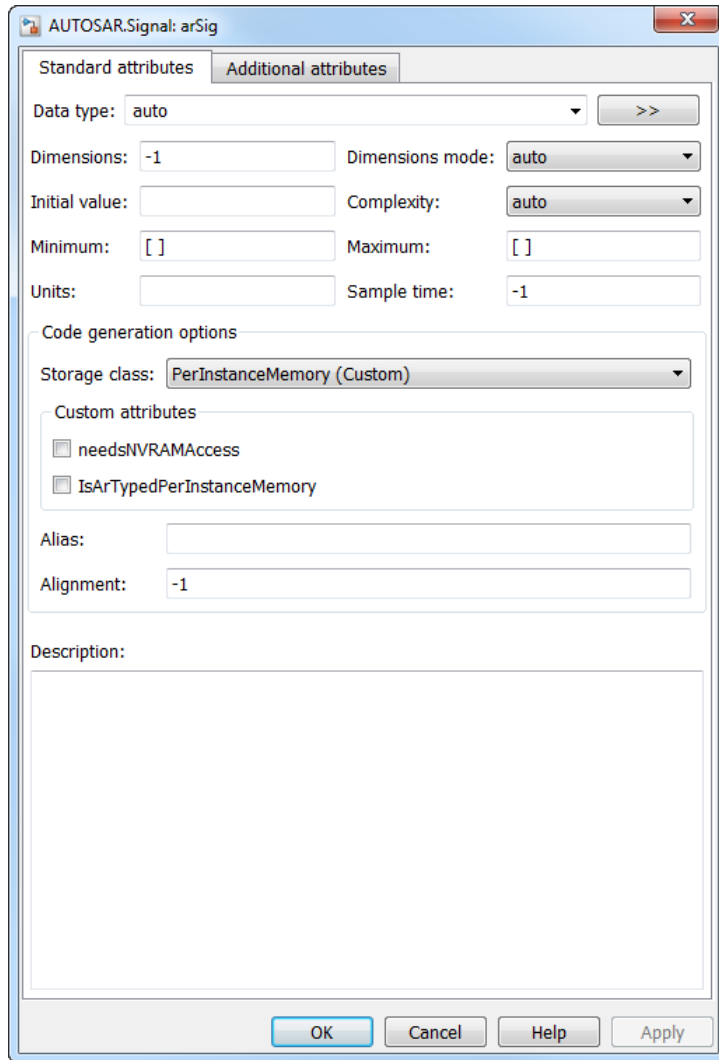 AUTOSAR.Signal: arSig
x
Standard attributes Additional attributes
Data type: auto >>
Dimensions: -1 Dimensions mode: auto
Initial value: Complexity: auto
Minimum: [ ] Maximum: [ ]
Units: Sample time: -1
Code generation options
Storage class: PerInstanceMemory (Custom)
Custom attributes
needsNVRAMAccess
IsArTypedPerInstanceMemory
Alias:
Alignment: -1
Description:
OK Cancel Help Apply